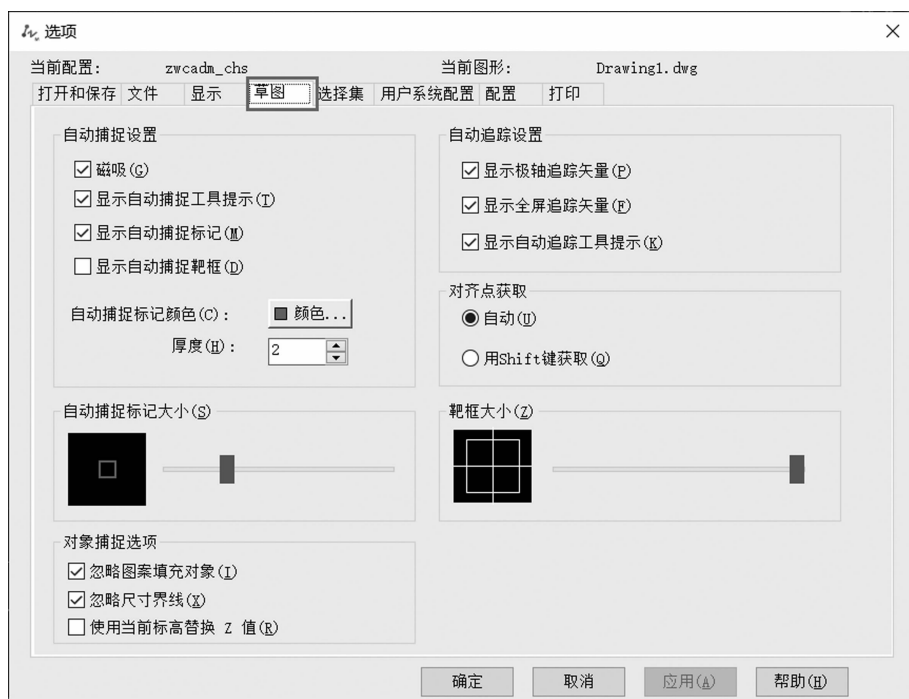 选项
当前配置: zwcadm_chs 当前图形: Drawing1.dwg
打开和保存 文件 显示 草图 选择集 用户系统配置 配置 打印
自动捕捉设置
磁吸(G)
显示自动捕捉工具提示(T)
显示自动捕捉标记(M)
显示自动捕捉靶框(D)
自动捕捉标记颜色(C): 颜色...
厚度(H): 2
自动追踪设置
显示极轴追踪矢量(P)
显示全屏追踪矢量(F)
显示自动追踪工具提示(K)
对齐点获取
自动(U)
用Shift键获取(Q)
自动捕捉标记大小(S)
靶框大小(Z)
对象捕捉选项
忽略图案填充对象(I)
忽略尺寸界线(X)
使用当前标高替换 Z 值(R)
确定 取消 应用(A) 帮助(H)